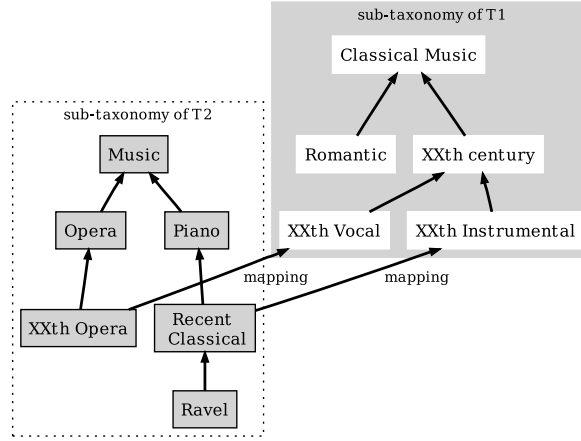 sub-taxonomy of T1
Classical Music
sub-taxonomy of T2
Music
Romantic
XXth century
Opera
Piano
XXth Vocal
XXth Instrumental
mapping
mapping
XXth Opera
Recent
Classical
Ravel